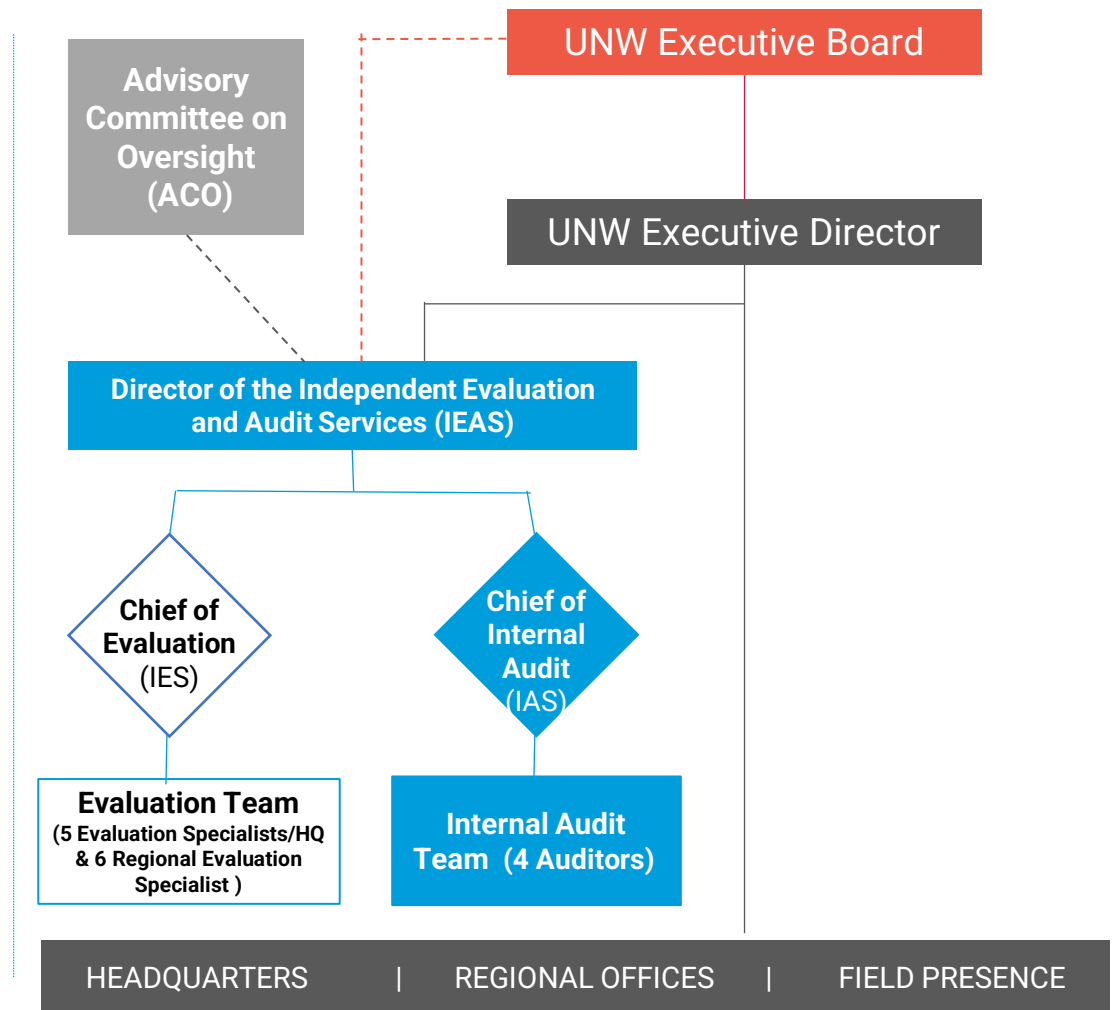 UNW Executive Board
Advisory
Committee on
Oversight
(ACO)
UNW Executive Director
Director of the Independent Evaluation
and Audit Services (IEAS)
Chief of
Evaluation
(IES)
Chief of
Internal
Audit
(IAS)
Evaluation Team
(5 Evaluation Specialists/HQ
& 6 Regional Evaluation
Specialist )
Internal Audit
Team (4 Auditors)
HEADQUARTERS | REGIONAL OFFICES | FIELD PRESENCE